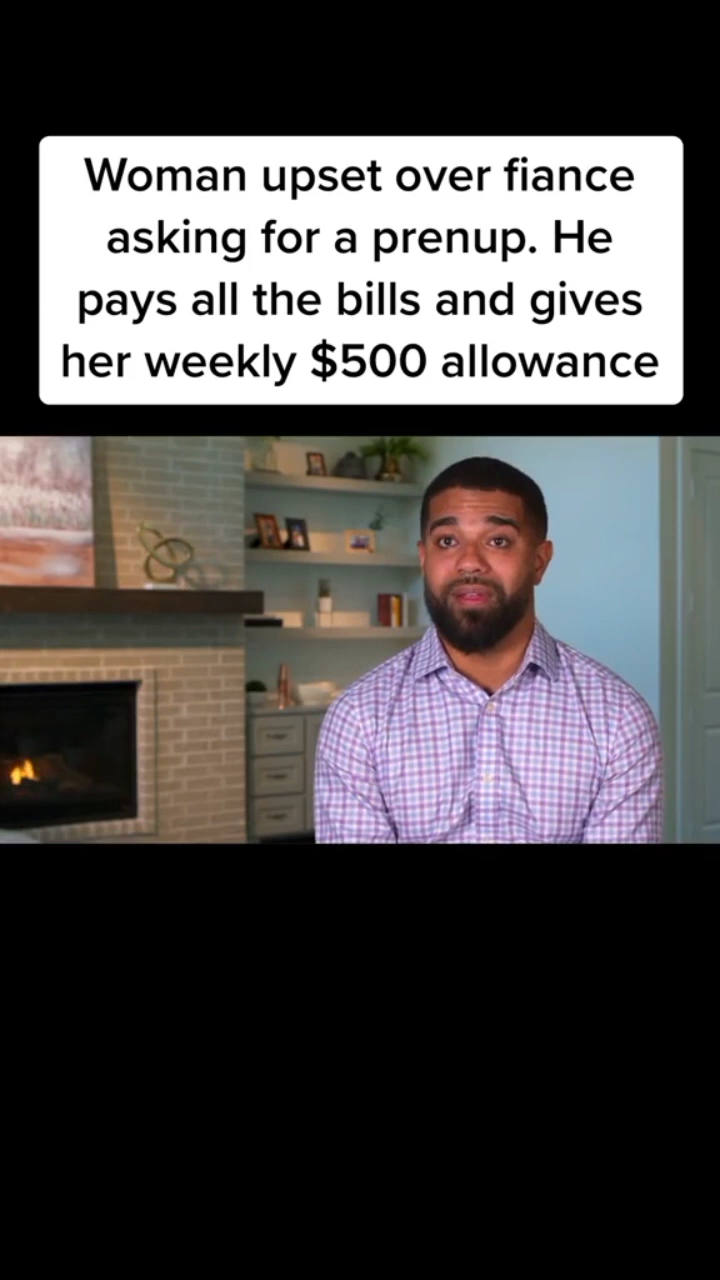 Woman upset over fiance
asking for a prenup. He
pays all the bills and gives
her weekly $500 allowance